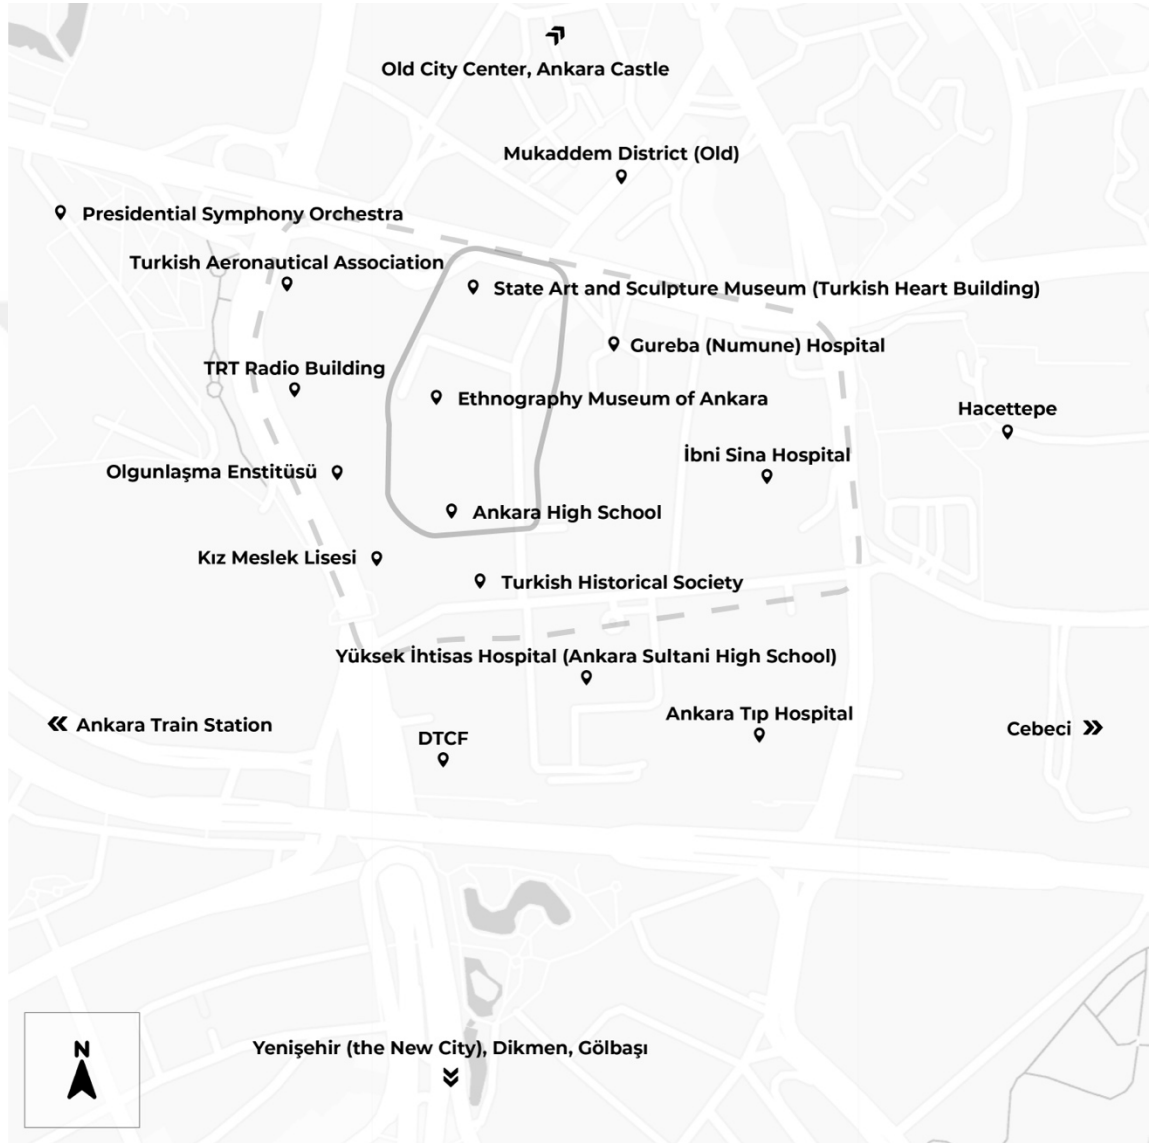 Old City Center, Ankara Castle
Mukaddem District (Old)
Presidential Symphony Orchestra
Turkish Aeronautical Association
State Art and Sculpture Museum (Turkish Heart Building)
Gureba (Numune) Hospital
TRT Radio Building
Ethnography Museum of Ankara
Hacettepe
İbni Sina Hospital
Olgunlaşma Enstitüsü
Ankara High School
Kız Meslek Lisesi
Turkish Historical Society
Yüksek İhtisas Hospital (Ankara Sultani High School)
Ankara Tıp Hospital
Ankara Train Station
Cebeci
DTCF
N
Yenişehir (the New City), Dikmen, Gölbaşı